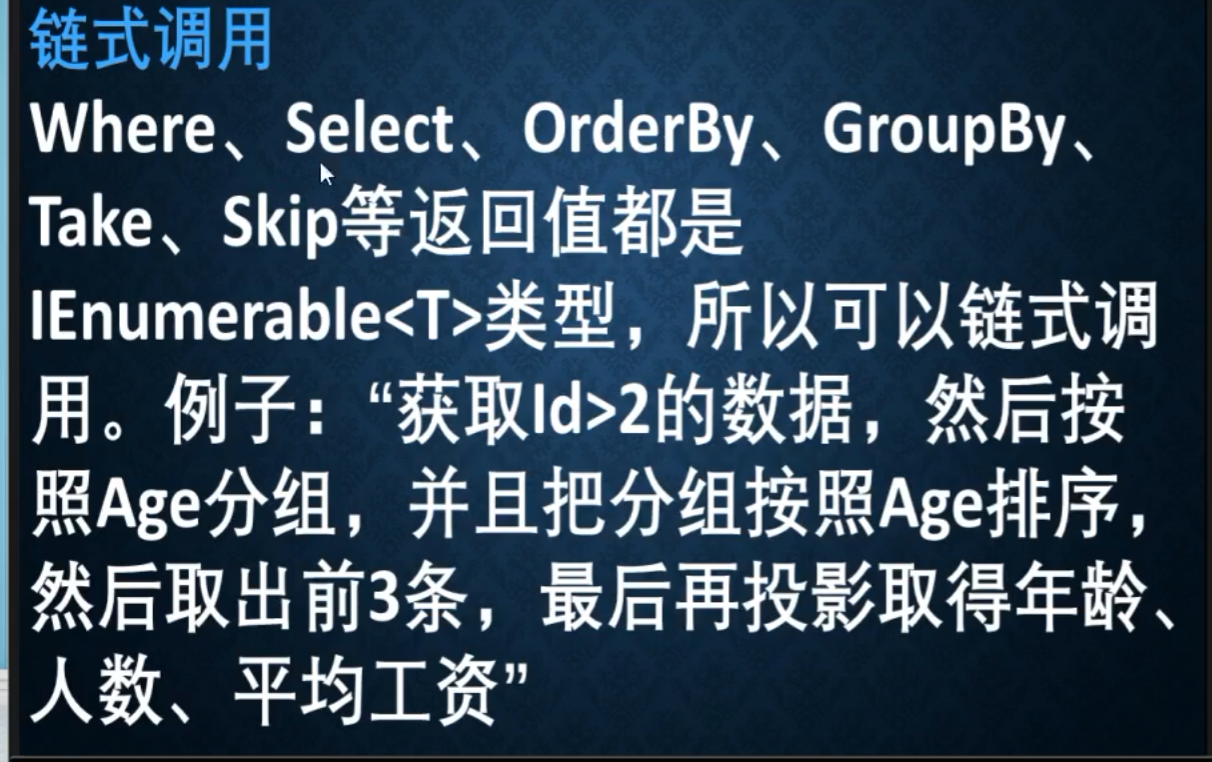 链式调用
Where、Select、OrderBy、GroupBy、
Take、Skip等返回值都是
IEnumerable<T>类型，所以可以链式调
用。例子：“获取Id>2的数据，然后按
照Age分组，并且把分组按照Age排序，
然后取出前3条，最后再投影取得年龄、
人数、平均工资”